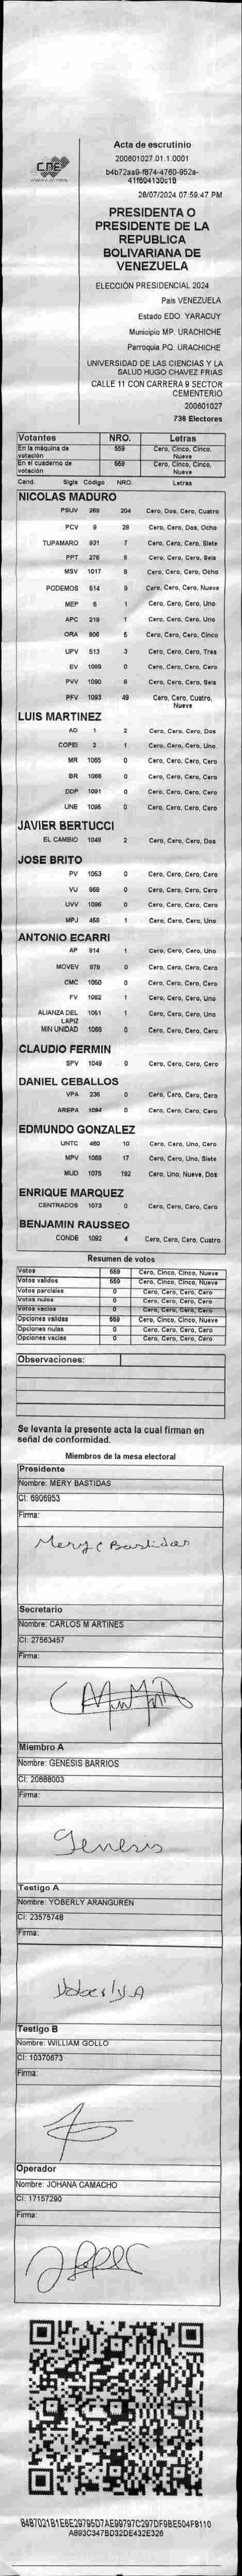 CNE
Acta de escrutinio
200601027.01.1.0001
b4b72aa9-f874-4760-952a-
41f604130c18
28/07/2024 07:59:47 PM
PRESIDENTA O
PRESIDENTE DE LA
REPUBLICA
BOLIVARIANA DE
VENEZUELA
ELECCIÓN PRESIDENCIAL 2024
País VENEZUELA
Estado EDO. YARACUY
Municipio MP. URACHICHE
Parroquia PQ. URACHICHE
UNIVERSIDAD DE LAS CIENCIAS Y LA
SALUD HUGO CHAVEZ FRIAS
CALLE 11 CON CARRERA 9 SECTOR
CEMENTERIO
200601027
736 Electores
Votantes NRO. Letras
En la máquina de votación 559 Cero, Cinco, Cinco, Nueve
En el cuaderno de votación 559 Cero, Cinco, Cinco, Nueve
Cand. Sigla Código NRO. Letras
NICOLAS MADURO
PSUV 269 204 Cero, Dos, Cero, Cuatro
PCV 9 28 Cero, Cero, Dos, Ocho
TUPAMARO 931 7 Cero, Cero, Cero, Siete
PPT 276 6 Cero, Cero, Cero, Seis
MSV 1017 8 Cero, Cero, Cero, Ocho
PODEMOS 514 9 Cero, Cero, Cero, Nueve
MEP 6 1 Cero, Cero, Cero, Uno
APC 219 1 Cero, Cero, Cero, Uno
ORA 906 5 Cero, Cero, Cero, Cinco
UPV 513 3 Cero, Cero, Cero, Tres
EV 1089 0 Cero, Cero, Cero, Cero
PVV 1090 6 Cero, Cero, Cero, Seis
PFV 1093 49 Cero, Cero, Cuatro, Nueve
LUIS MARTINEZ
AD 1 2 Cero, Cero, Cero, Dos
COPEI 2 1 Cero, Cero, Cero, Uno
MR 1065 0 Cero, Cero, Cero, Cero
BR 1066 0 Cero, Cero, Cero, Cero
DDP 1091 0 Cero, Cero, Cero, Cero
UNE 1095 0 Cero, Cero, Cero, Cero
JAVIER BERTUCCI
EL CAMBIO 1048 2 Cero, Cero, Cero, Dos
JOSE BRITO
PV 1053 0 Cero, Cero, Cero, Cero
VU 968 0 Cero, Cero, Cero, Cero
UVV 1096 0 Cero, Cero, Cero, Cero
MPJ 459 1 Cero, Cero, Cero, Uno
ANTONIO ECARRI
AP 814 1 Cero, Cero, Cero, Uno
MOVEV 978 0 Cero, Cero, Cero, Cero
CMC 1050 0 Cero, Cero, Cero, Cero
FV 1062 1 Cero, Cero, Cero, Uno
ALIANZA DEL LAPIZ 1051 1 Cero, Cero, Cero, Uno
MIN UNIDAD 1088 0 Cero, Cero, Cero, Cero
CLAUDIO FERMIN
SPV 1049 0 Cero, Cero, Cero, Cero
DANIEL CEBALLOS
VPA 236 0 Cero, Cero, Cero, Cero
AREPA 1094 0 Cero, Cero, Cero, Cero
EDMUNDO GONZALEZ
UNTC 460 10 Cero, Cero, Uno, Cero
MPV 1069 17 Cero, Cero, Uno, Siete
MUD 1075 192 Cero, Uno, Nueve, Dos
ENRIQUE MARQUEZ
CENTRADOS 1073 0 Cero, Cero, Cero, Cero
BENJAMIN RAUSSEO
CONDE 1092 4 Cero, Cero, Cero, Cuatro
Resumen de votos
Votos 559 Cero, Cinco, Cinco, Nueve
Votos válidos 559 Cero, Cinco, Cinco, Nueve
Votos parciales 0 Cero, Cero, Cero, Cero
Votos nulos 0 Cero, Cero, Cero, Cero
Votos vacíos 0 Cero, Cero, Cero, Cero
Opciones válidas 559 Cero, Cinco, Cinco, Nueve
Opciones nulas 0 Cero, Cero, Cero, Cero
Opciones vacías 0 Cero, Cero, Cero, Cero
Observaciones:
Se levanta la presente acta la cual firman en
señal de conformidad.
Miembros de la mesa electoral
Presidente
Nombre: MERY BASTIDAS
CI: 6906953
Firma:
Mery c Bastidas
Secretario
Nombre: CARLOS M ARTINES
CI: 27563457
Firma:
Miembro A
Nombre: GENESIS BARRIOS
CI: 20888003
Firma:
Genesis
Testigo A
Nombre: YOBERLY ARANGUREN
CI: 23575748
Firma:
Yoberly A
Testigo B
Nombre: WILLIAM GOLLO
CI: 10370673
Firma:
Operador
Nombre: JOHANA CAMACHO
CI: 17157290
Firma:
A893C347BD32DE432E326